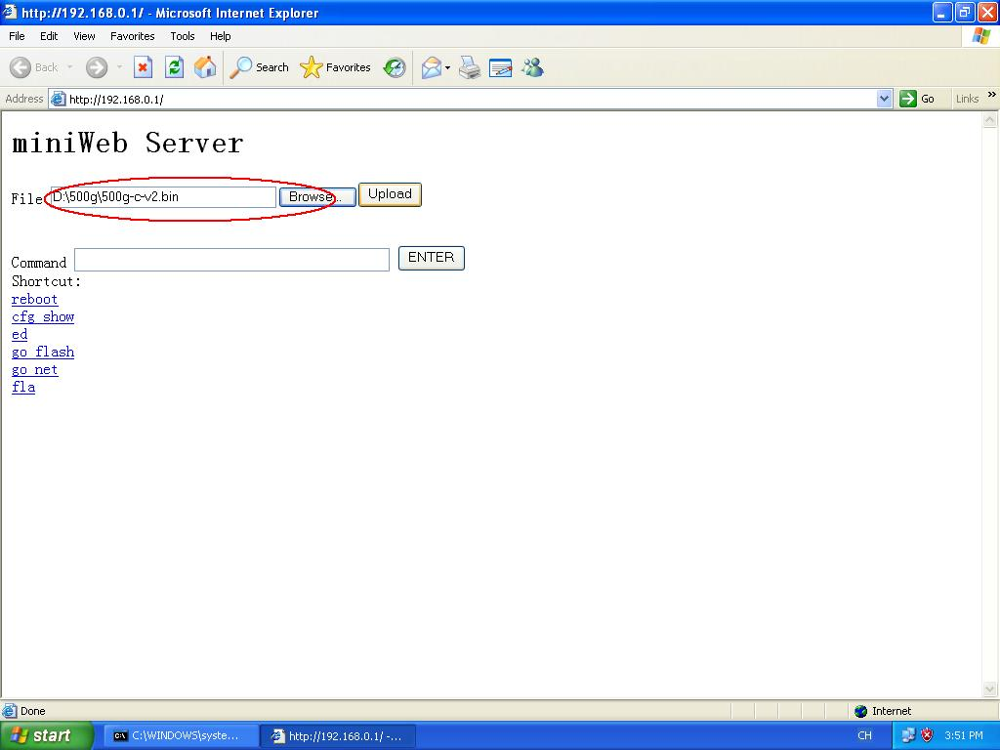 http://192.168.0.1/ - Microsoft Internet Explorer
File Edit View Favorites Tools Help
Back Search Favorites
Address http://192.168.0.1/ Go Links »
miniWeb Server
File D:\500g\500g-c-v2.bin Browse... Upload
Command ENTER
Shortcut:
reboot
cfg show
ed
go flash
go net
fla
Done Internet
start C:\WINDOWS\syste... http://192.168.0.1/ -... CH 3:51 PM